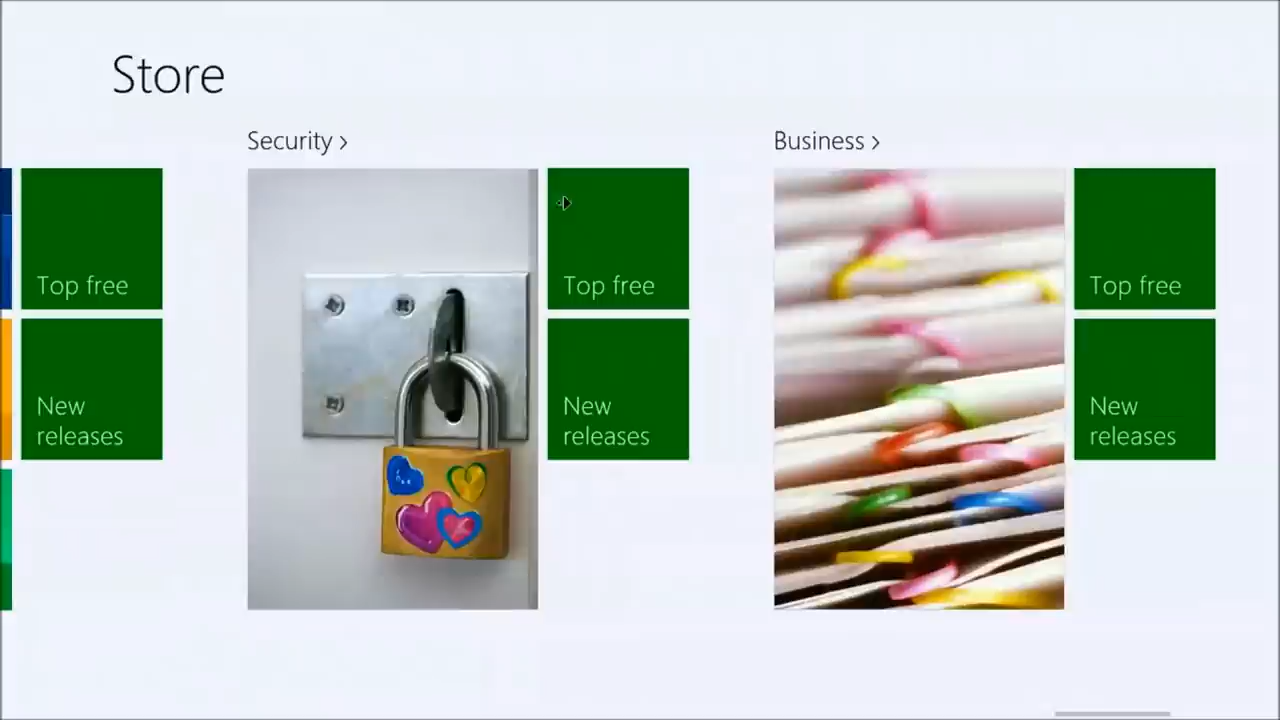 Store
Security >
Business >
Top free
New
releases
Top free
New
releases
Top free
New
releases